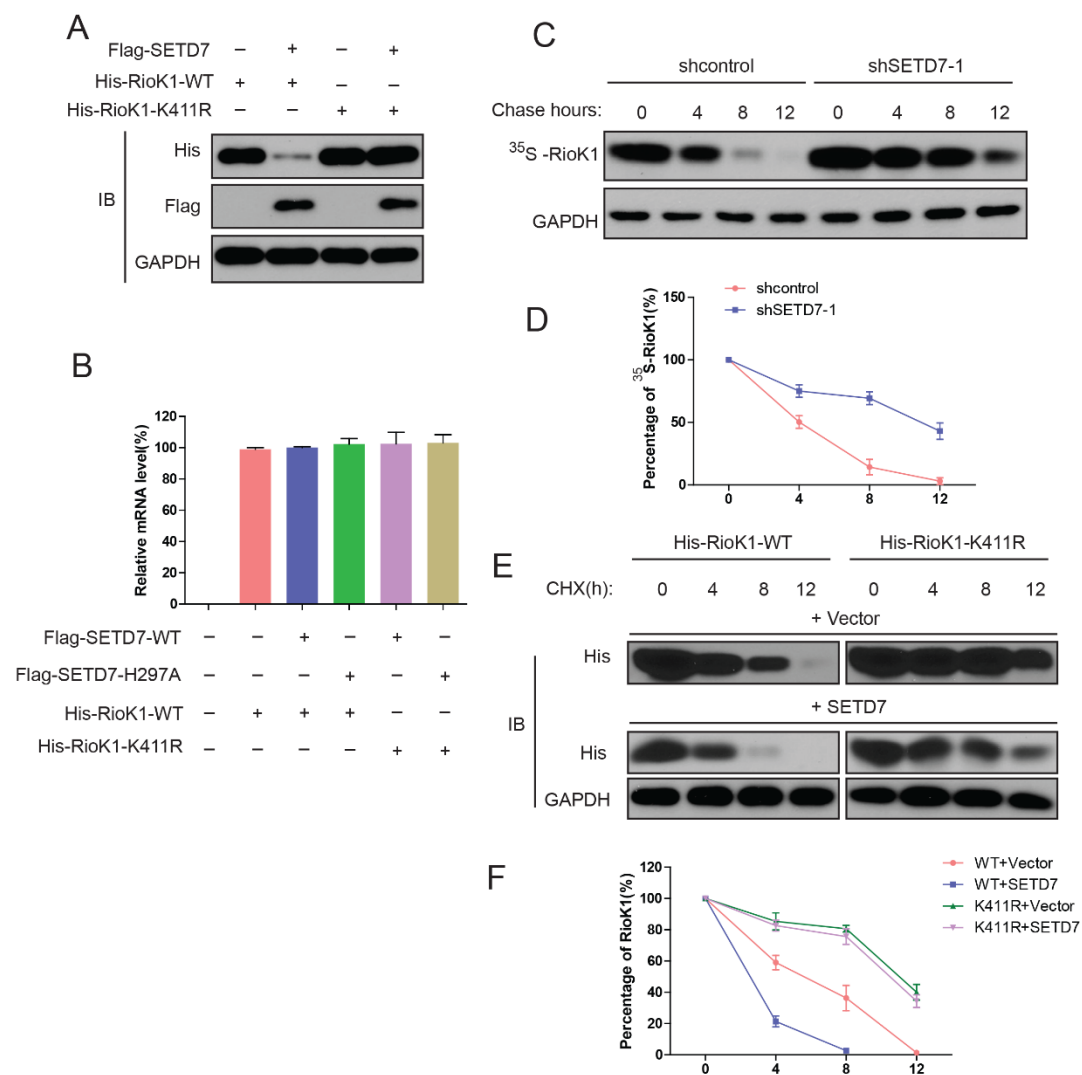 A
Flag-SETD7 – + – +
His-RioK1-WT + + – –
His-RioK1-K411R – – + +
IB
His
Flag
GAPDH
B
Relative mRNA level(%)
120
100
80
60
40
20
0
Flag-SETD7-WT – – + – + –
Flag-SETD7-H297A – – – + – +
His-RioK1-WT – + + + – –
His-RioK1-K411R – – – – + +
C
shcontrol shSETD7-1
Chase hours: 0 4 8 12 0 4 8 12
35S -RioK1
GAPDH
D
shcontrol
shSETD7-1
Percentage of 35S-RioK1(%)
150
100
50
0
0 4 8 12
E
His-RioK1-WT His-RioK1-K411R
CHX(h): 0 4 8 12 0 4 8 12
+ Vector
IB
His
+ SETD7
His
GAPDH
F
WT+Vector
WT+SETD7
K411R+Vector
K411R+SETD7
Percentage of RioK1(%)
120
100
80
60
40
20
0
0 4 8 12